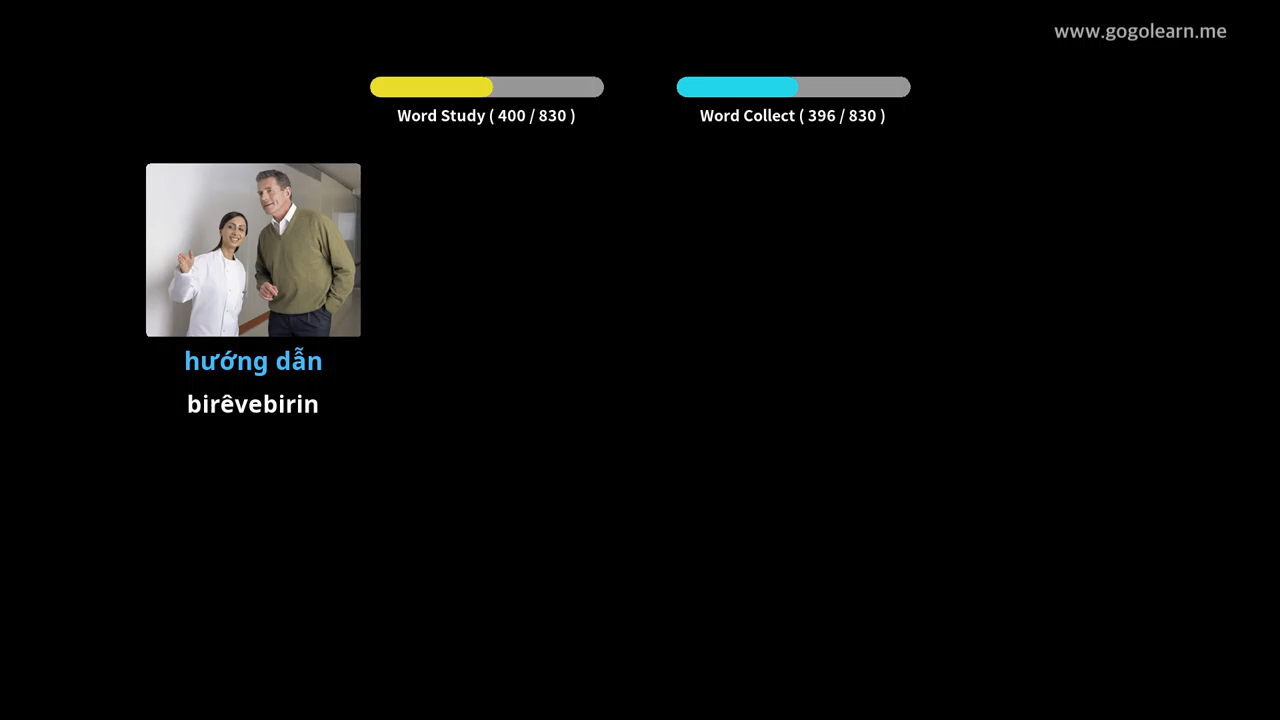 www.gogolearn.me
Word Study ( 400 / 830 )
Word Collect ( 396 / 830 )
hướng dẫn
birêvebirin